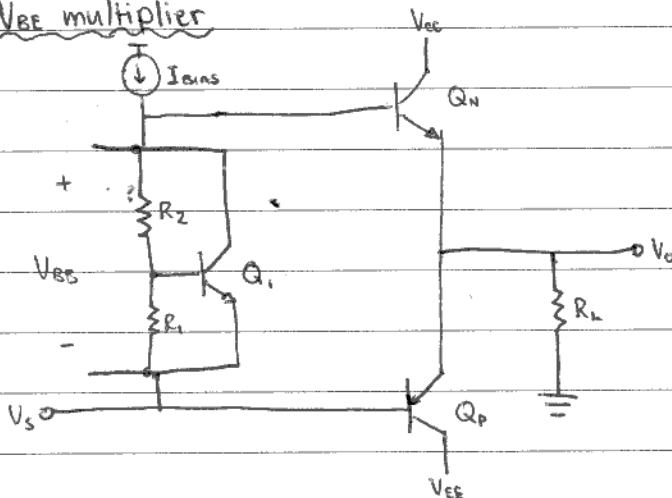 VBE multiplier
VCC
IBIAS
QN
+
R2
VBB
Q1
Vo
R1
RL
-
Vs
QP
VEE